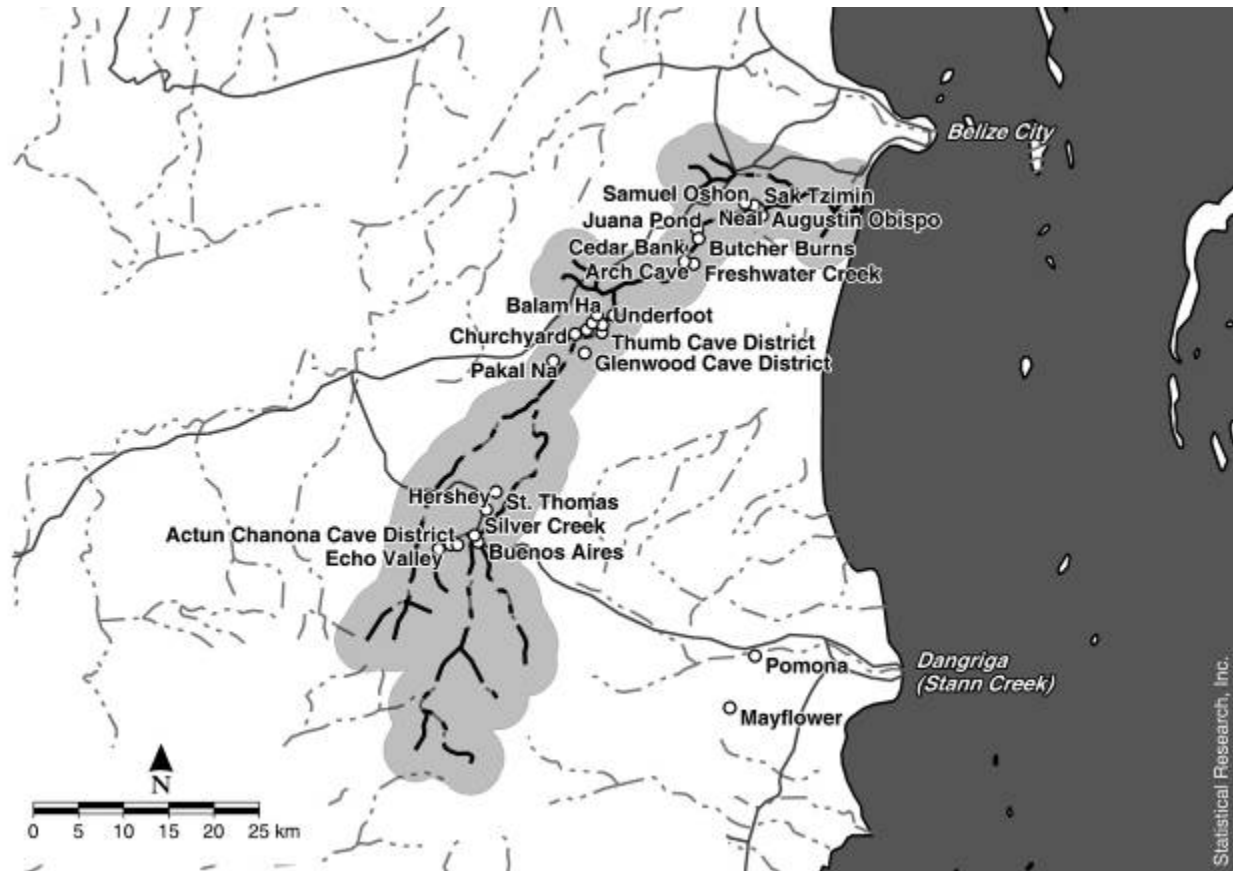 Belize City
Samuel Oshon
Sak Tzimin
Juana Pond
Neal
Augustin Obispo
Cedar Bank
Butcher Burns
Arch Cave
Freshwater Creek
Balam Ha
Underfoot
Churchyard
Thumb Cave District
Glenwood Cave District
Pakal Na
Hershey
St. Thomas
Silver Creek
Actun Chanona Cave District
Echo Valley
Buenos Aires
Pomona
Dangriga
(Stann Creek)
Mayflower
N
0 5 10 15 20 25 km
Statistical Research, Inc.